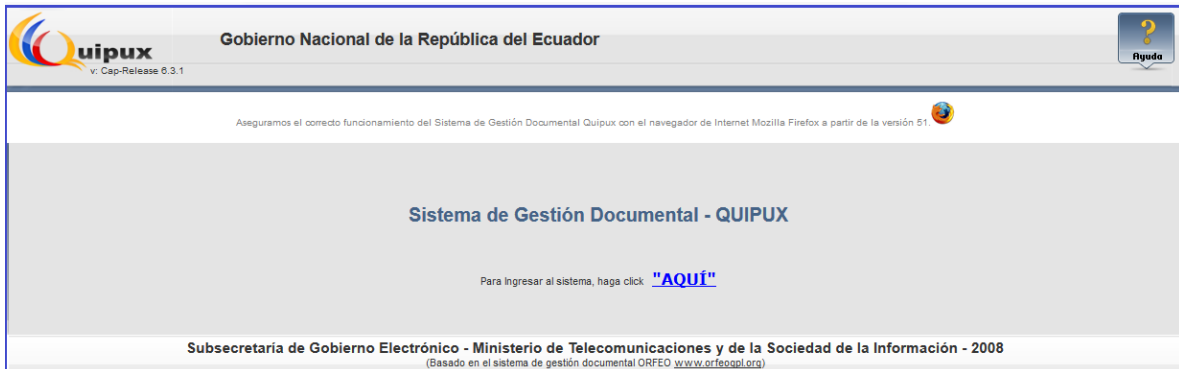 Quipux
Gobierno Nacional de la República del Ecuador
v: Cap-Release 6.3.1
?
Ayuda
Aseguramos el correcto funcionamiento del Sistema de Gestión Documental Quipux con el navegador de Internet Mozilla Firefox a partir de la versión 51.
Sistema de Gestión Documental - QUIPUX
Para Ingresar al sistema, haga click "AQUÍ"
Subsecretaría de Gobierno Electrónico - Ministerio de Telecomunicaciones y de la Sociedad de la Información - 2008
(Basado en el sistema de gestión documental ORFEO www.orfeogpl.org)